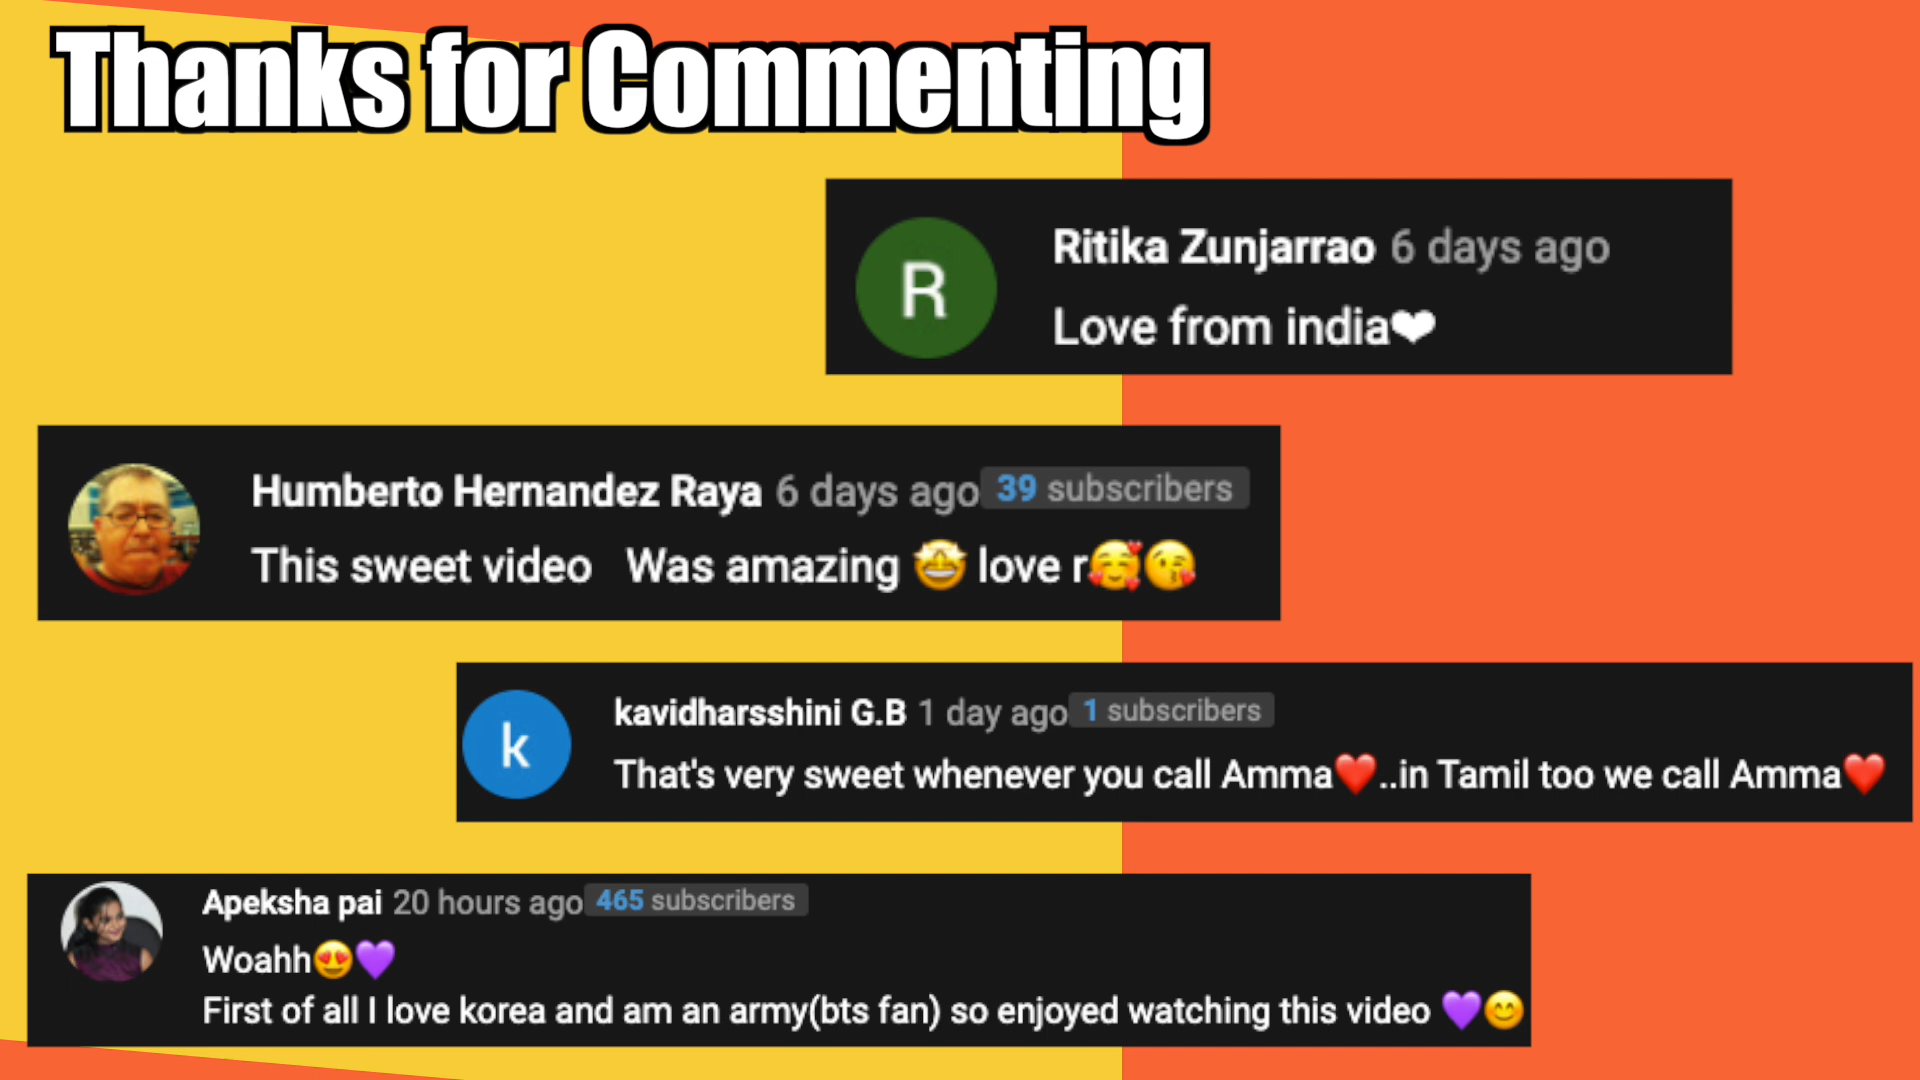 Thanks for Commenting
R
Ritika Zunjarrao 6 days ago
Love from india❤
Humberto Hernandez Raya 6 days ago 39 subscribers
This sweet video Was amazing 🤩 love r🥰😘
k
kavidharsshini G.B 1 day ago 1 subscribers
That's very sweet whenever you call Amma❤️..in Tamil too we call Amma❤️
Apeksha pai 20 hours ago 465 subscribers
Woahh😍💜
First of all I love korea and am an army(bts fan) so enjoyed watching this video 💜😊